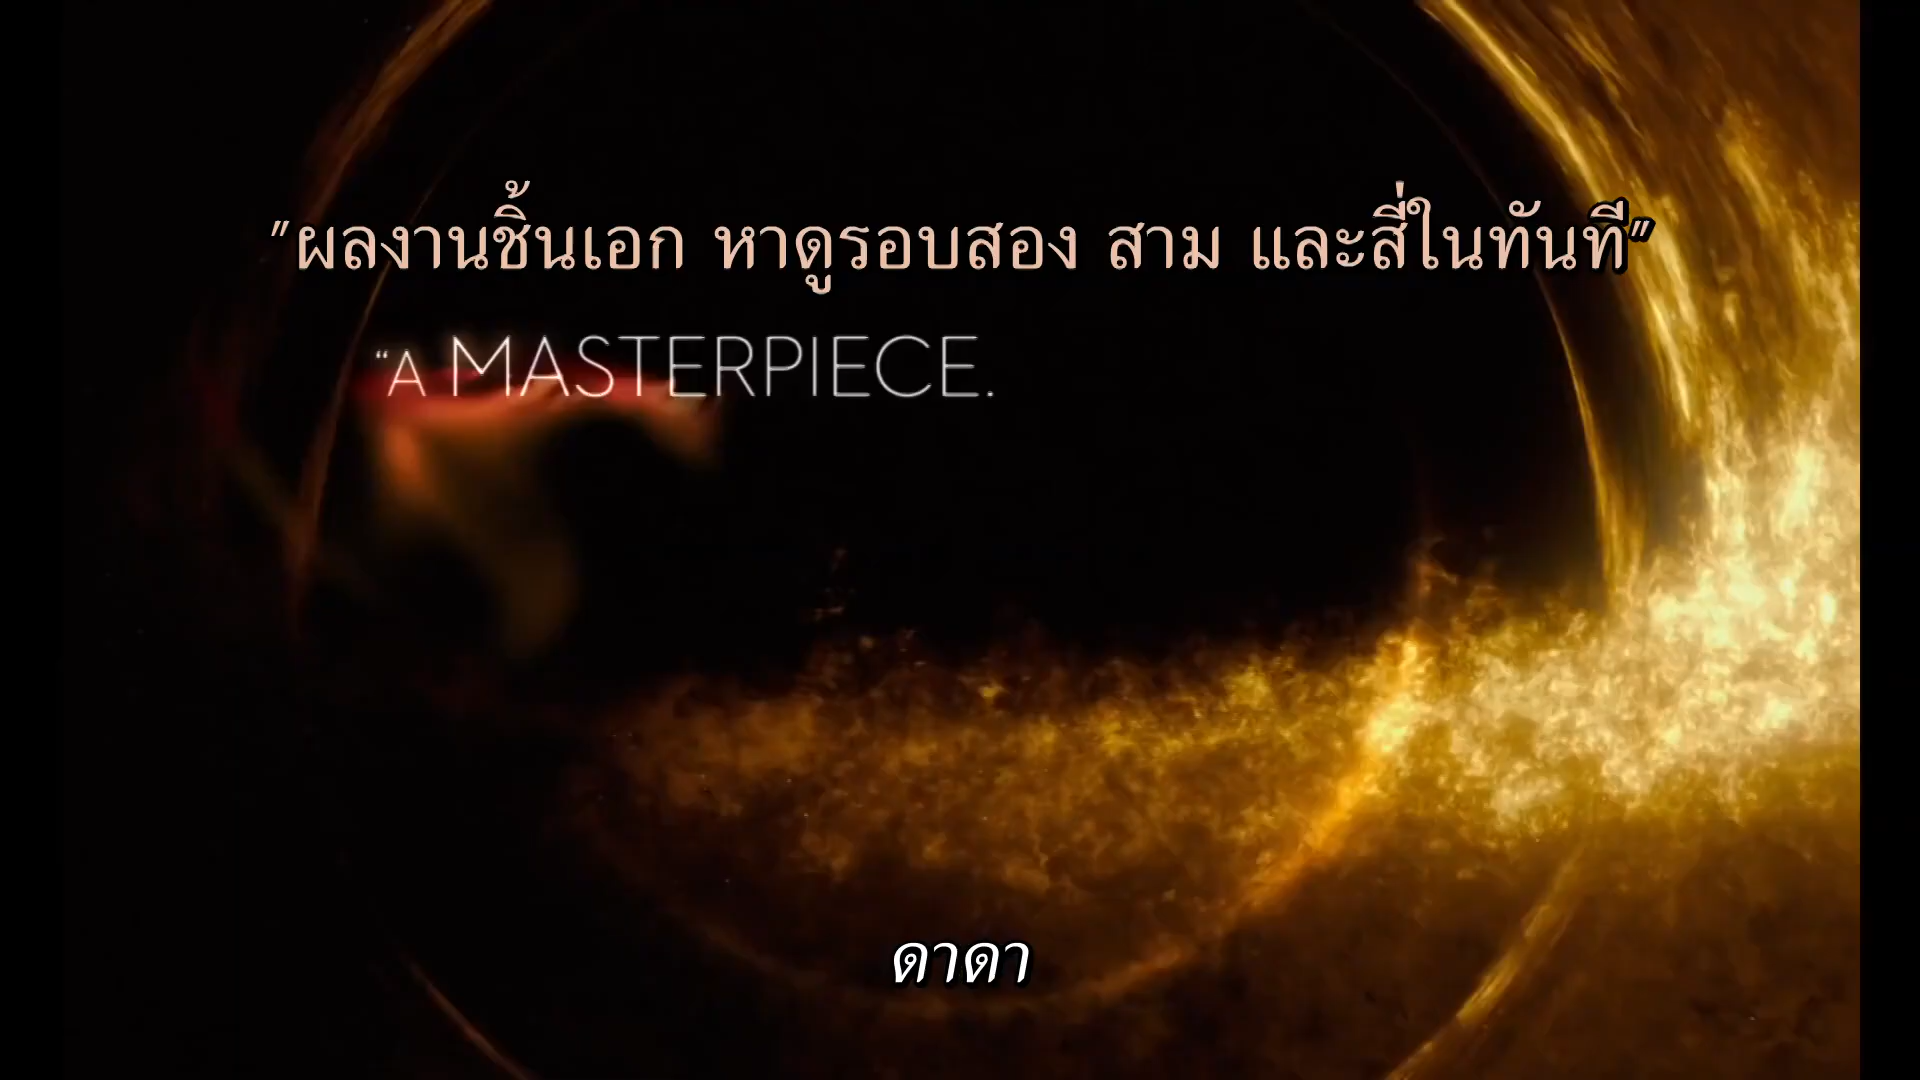 "ผลงานชิ้นเอก หาดูรอบสอง สาม และสี่ในทันที"
“A MASTERPIECE.
ดาดา